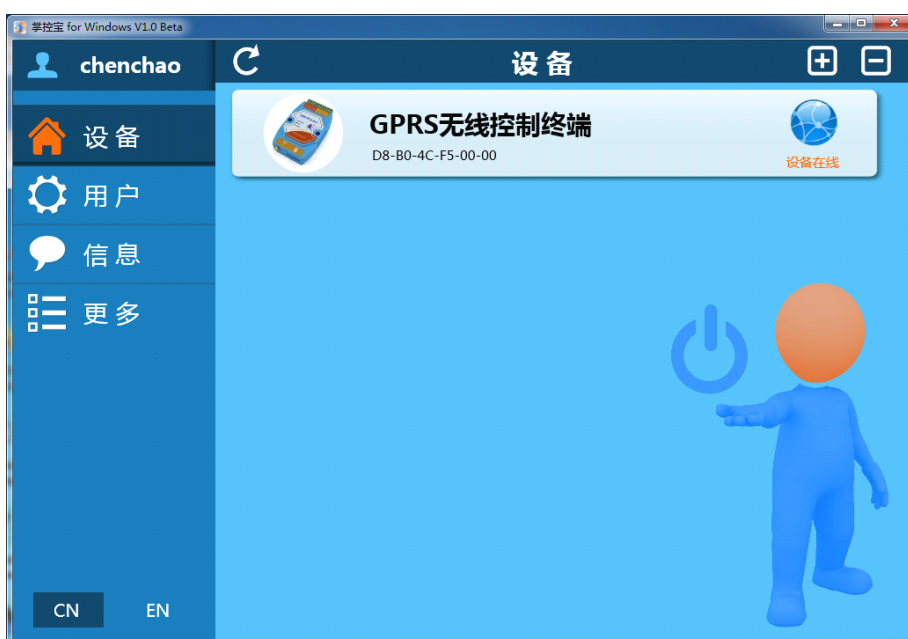 掌控宝 for Windows V1.0 Beta
chenchao
设备
设备
GPRS无线控制终端
D8-B0-4C-F5-00-00
设备在线
用户
信息
更多
CN
EN